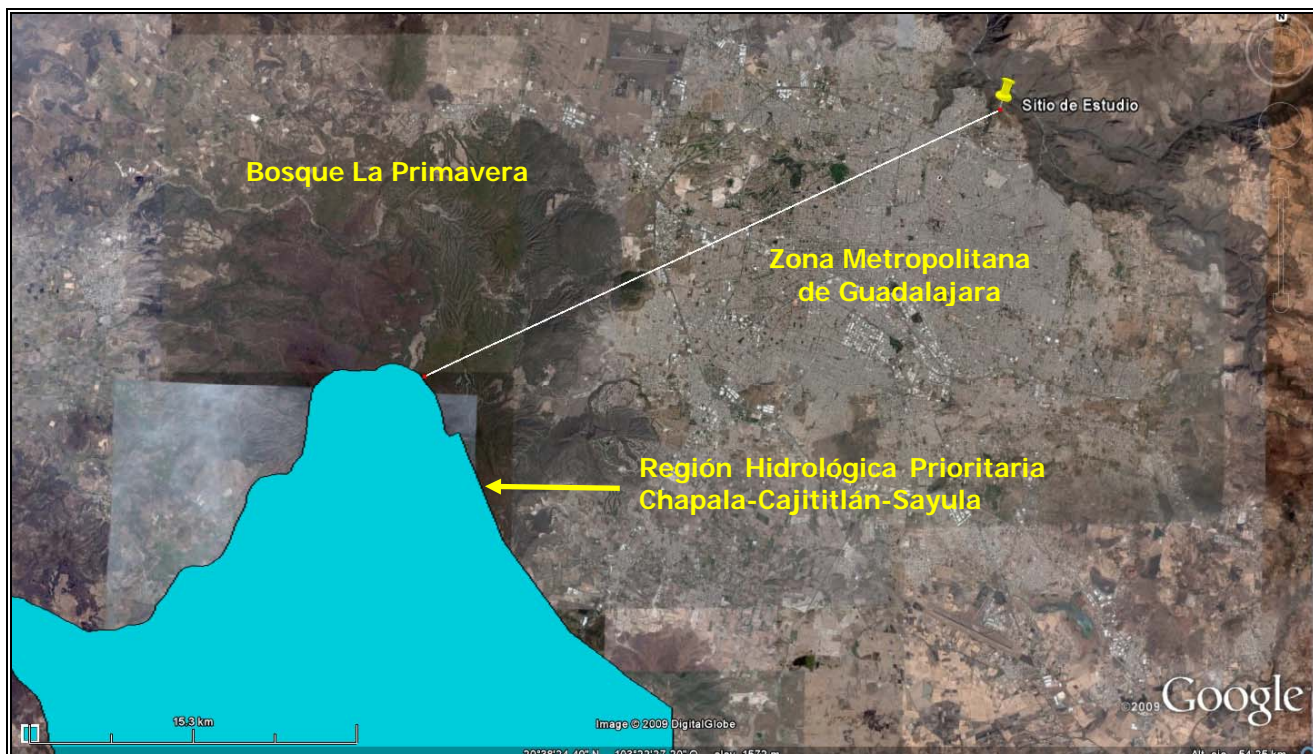 N
Sitio de Estudio
Bosque La Primavera
Zona Metropolitana
de Guadalajara
Región Hidrológica Prioritaria
Chapala-Cajititlán-Sayula
15.3 km
Image © 2009 DigitalGlobe
©2009 Google